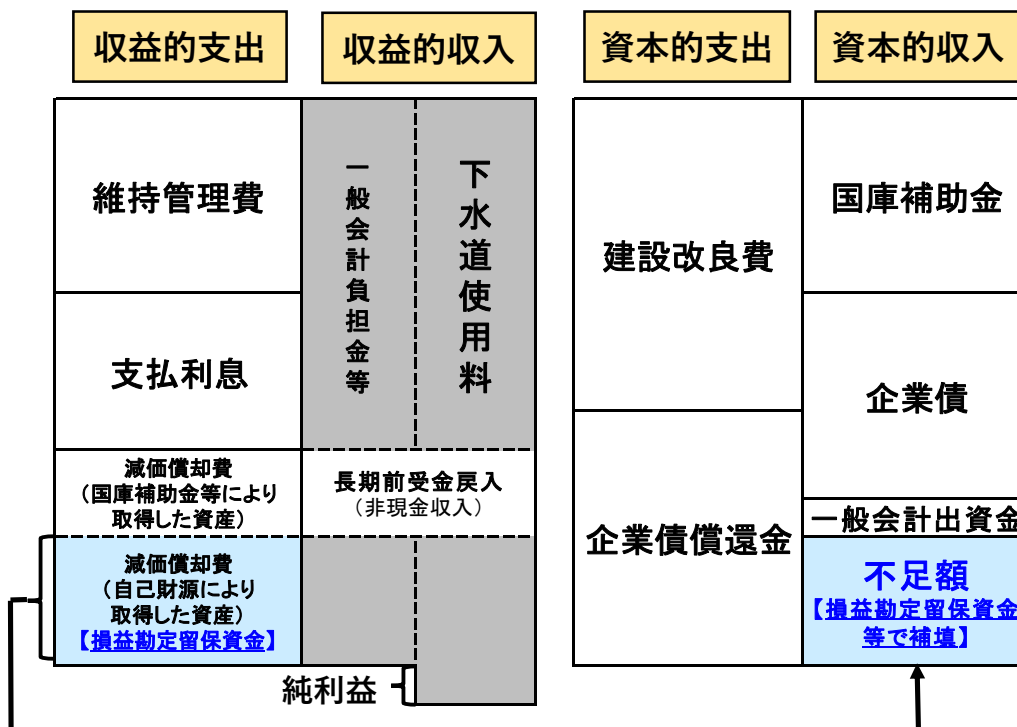 収益的支出
収益的収入
資本的支出
資本的収入
維持管理費
支払利息
減価償却費
（国庫補助金等により
取得した資産）
減価償却費
（自己財源により
取得した資産）
【損益勘定留保資金】
一般会計負担金等
下水道使用料
長期前受金戻入
（非現金収入）
純利益
建設改良費
企業債償還金
国庫補助金
企業債
一般会計出資金
不足額
【損益勘定留保資金
等で補填】